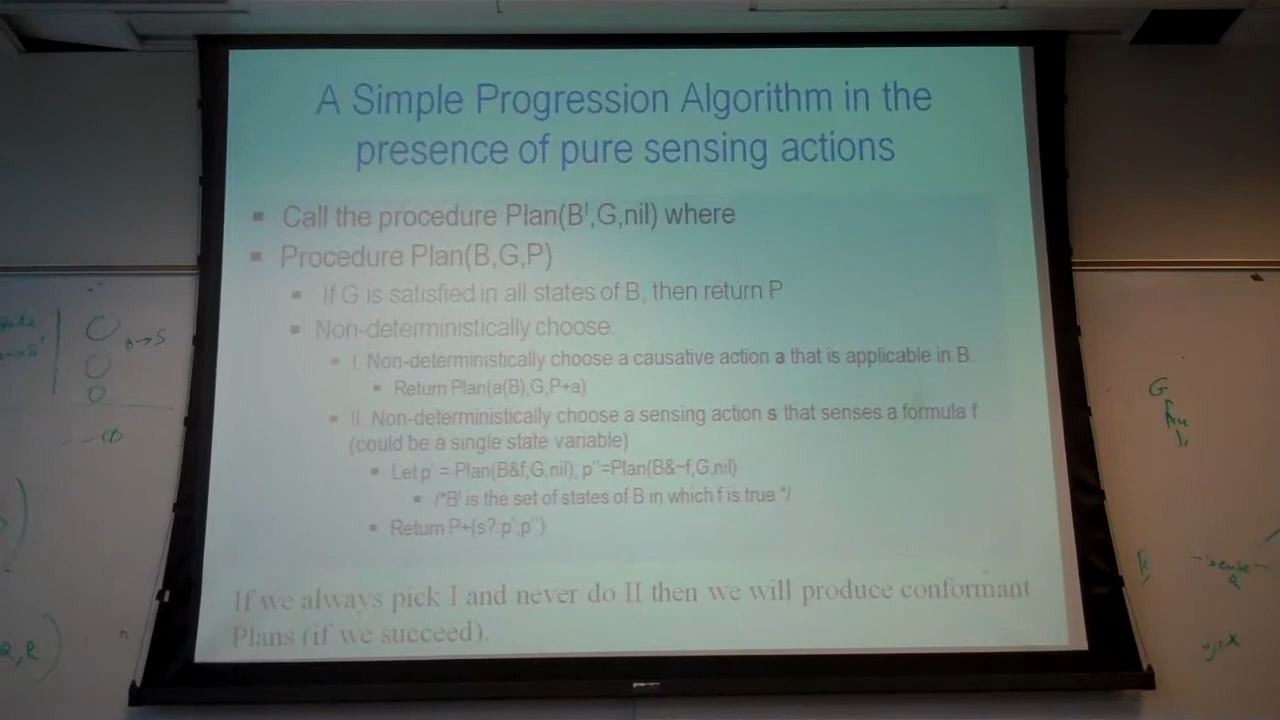 A Simple Progression Algorithm in the
presence of pure sensing actions
▪ Call the procedure Plan(Bᴵ,G,nil) where
▪ Procedure Plan(B,G,P)
▪ If G is satisfied in all states of B, then return P
▪ Non-deterministically choose:
▪ I. Non-deterministically choose a causative action a that is applicable in B.
▪ Return Plan(a(B),G,P+a)
▪ II. Non-deterministically choose a sensing action s that senses a formula f
(could be a single state variable)
▪ Let p' = Plan(B&f,G,nil); p''=Plan(B&~f,G,nil)
▪ /*Bᶠ is the set of states of B in which f is true */
▪ Return P+(s?:p';p'')
If we always pick I and never do II then we will produce conformant
Plans (if we succeed).
G
sense
R